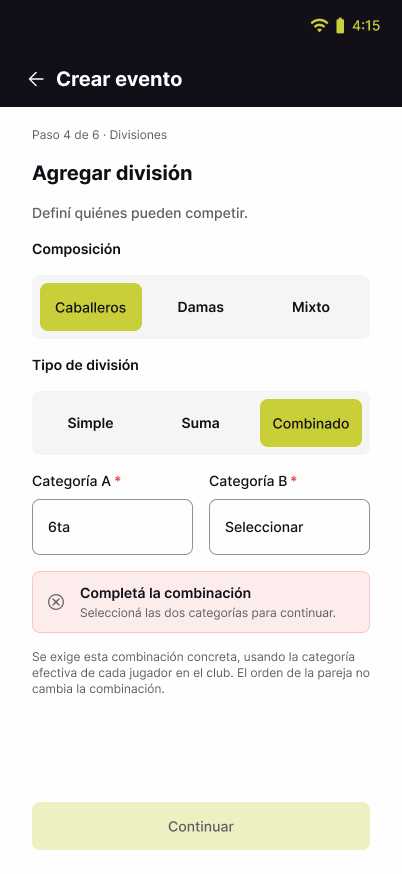 4:15
Crear evento
Paso 4 de 6 · Divisiones
Agregar división
Definí quiénes pueden competir.
Composición
Caballeros Damas Mixto
Tipo de división
Simple Suma Combinado
Categoría A * Categoría B *
6ta Seleccionar
Completá la combinación
Seleccioná las dos categorías para continuar.
Se exige esta combinación concreta, usando la categoría
efectiva de cada jugador en el club. El orden de la pareja no
cambia la combinación.
Continuar